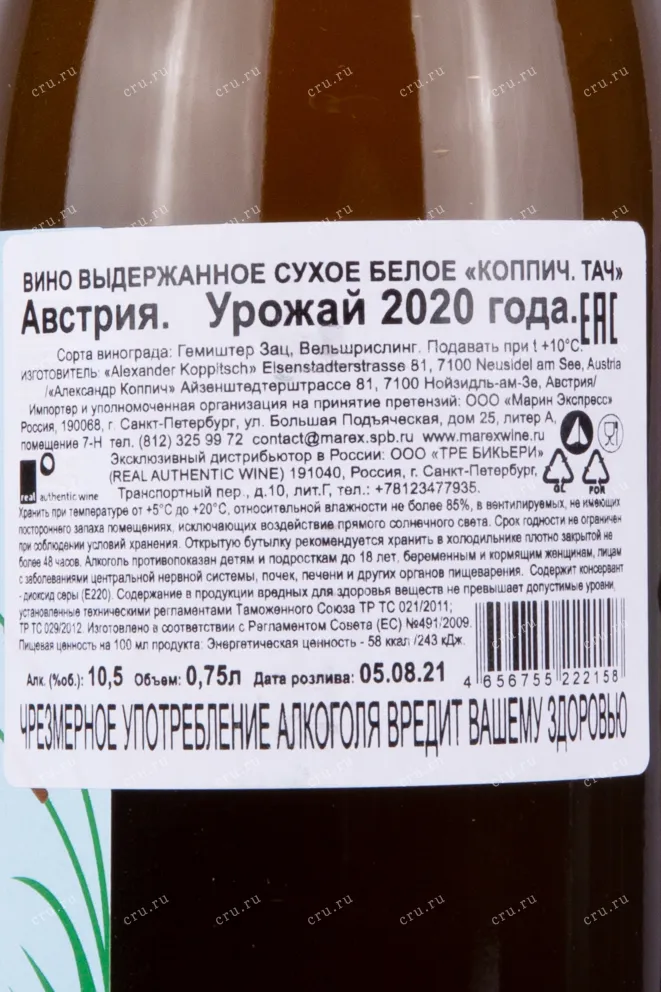 ВИНО ВЫДЕРЖАННОЕ СУХОЕ БЕЛОЕ «КОППИЧ. ТАЧ»
Австрия. Урожай 2020 года.
EAC
Сорта винограда: Гемиштер Зац, Вельшрислинг. Подавать при t +10°C.
изготовитель: «Alexander Koppitsch» Eisenstadterstrasse 81, 7100 Neusidel am See, Austria
/«Александр Коппич» Айзенштедтерштрассе 81, 7100 Нойзидль-ам-Зе, Австрия/
Импортер и уполномоченная организация на принятие претензий: ООО «Марин Экспресс»
Россия, 190068, г. Санкт-Петербург, ул. Большая Подъяческая, дом 25, литер А,
помещение 7-Н тел. (812) 325 99 72 contact@marex.spb.ru www.marexwine.ru
Эксклюзивный дистрибьютор в России: ООО «ТРЕ БИКЬЕРИ»
(REAL AUTHENTIC WINE) 191040, Россия, г. Санкт-Петербург,
Транспортный пер., д.10, лит.Г, тел.: +78123477935.
real authentic wine
GL FOR
Хранить при температуре от +5°С до +20°С, относительной влажности не более 85%, в вентилируемых, не имеющих
постороннего запаха помещениях, исключающих воздействие прямого солнечного света. Срок годности не ограничен
при соблюдении условий хранения. Открытую бутылку рекомендуется хранить в холодильнике плотно закрытой не
более 48 часов. Алкоголь противопоказан детям и подросткам до 18 лет, беременным и кормящим женщинам, лицам
с заболеваниями центральной нервной системы, почек, печени и других органов пищеварения. Содержит консервант
- диоксид серы (Е220). Содержание в продукции вредных для здоровья веществ не превышает допустимые уровни,
установленные техническими регламентами Таможенного Союза ТР ТС 021/2011;
ТР ТС 029/2012. Изготовлено в соответствии с Регламентом Совета (ЕС) №491/2009.
Пищевая ценность на 100 мл продукта: Энергетическая ценность - 58 ккал /243 кДж.
Алк. (%об.): 10,5 Объем: 0,75л Дата розлива: 05.08.21
4 656755 222158
ЧРЕЗМЕРНОЕ УПОТРЕБЛЕНИЕ АЛКОГОЛЯ ВРЕДИТ ВАШЕМУ ЗДОРОВЬЮ
cru.ru